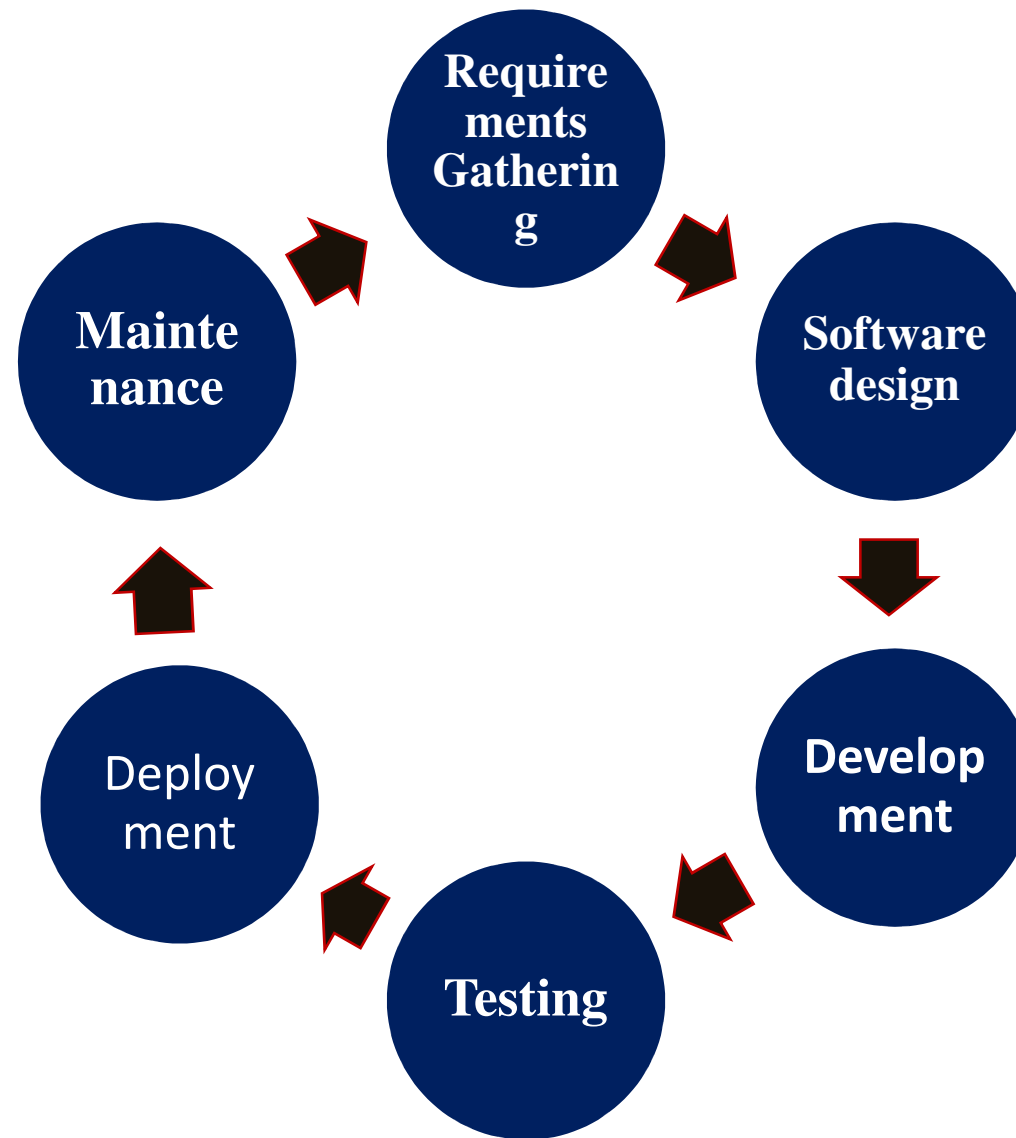 Require
ments
Gatherin
g
Software
design
Develop
ment
Testing
Deploy
ment
Mainte
nance